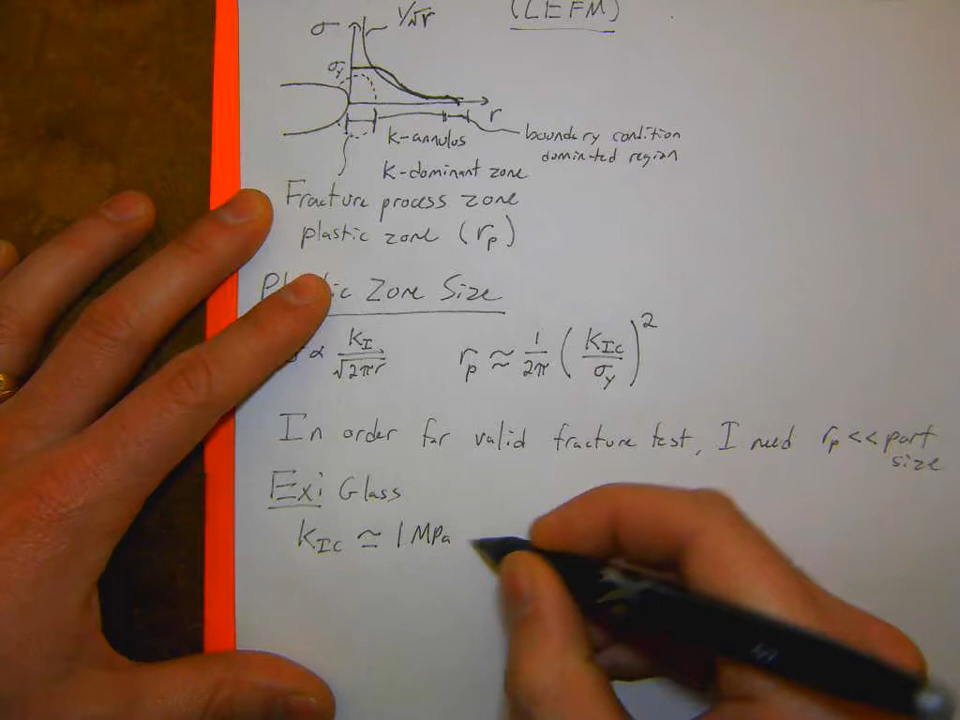 (LEFM)
σ 1/√r
σy
r
K-annulus boundary condition
dominated region
K-dominant zone
Fracture process zone
plastic zone (rp)
Plastic Zone Size
∝ KI/√2πr rp ≈ 1/2π (KIc/σy)²
In order for valid fracture test, I need rp << part
size
Ex: Glass
KIc ≃ 1 MPa